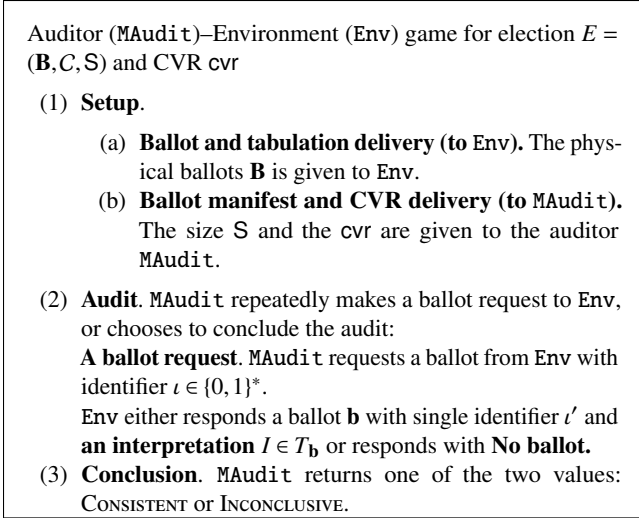 Auditor (MAudit)–Environment (Env) game for election E =
(B,C,S) and CVR cvr
(1) Setup.
(a) Ballot and tabulation delivery (to Env). The phys-
ical ballots B is given to Env.
(b) Ballot manifest and CVR delivery (to MAudit).
The size S and the cvr are given to the auditor
MAudit.
(2) Audit. MAudit repeatedly makes a ballot request to Env,
or chooses to conclude the audit:
A ballot request. MAudit requests a ballot from Env with
identifier ι ∈ {0,1}*.
Env either responds a ballot b with single identifier ι′ and
an interpretation I ∈ T_b or responds with No ballot.
(3) Conclusion. MAudit returns one of the two values:
CONSISTENT or INCONCLUSIVE.